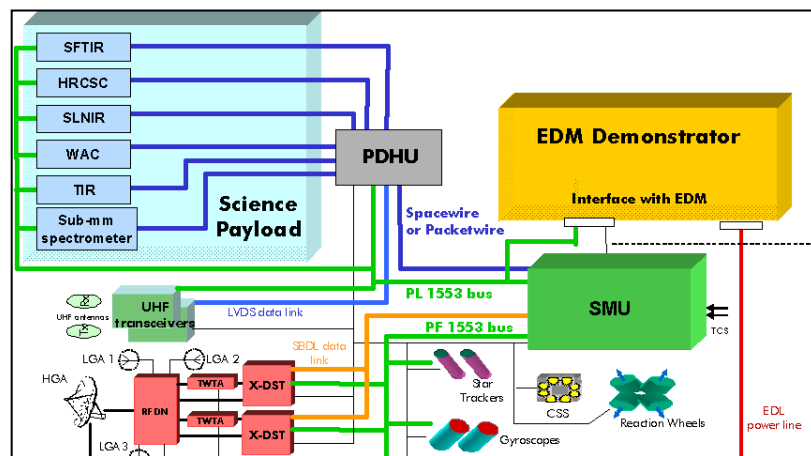 SFTIR
HRCSC
SLNIR
WAC
TIR
Sub-mm
spectrometer
Science
Payload
PDHU
EDM Demonstrator
Interface with EDM
Spacewire
or Packetwire
UHF
transceivers
UHF antennas
LVDS data link
PL 1553 bus
SMU
TCS
PF 1553 bus
SBDL data
link
LGA 1
LGA 2
HGA
RFDN
TWTA
X-DST
TWTA
X-DST
LGA 3
Star
Trackers
Gyroscopes
CSS
Reaction Wheels
EDL
power line